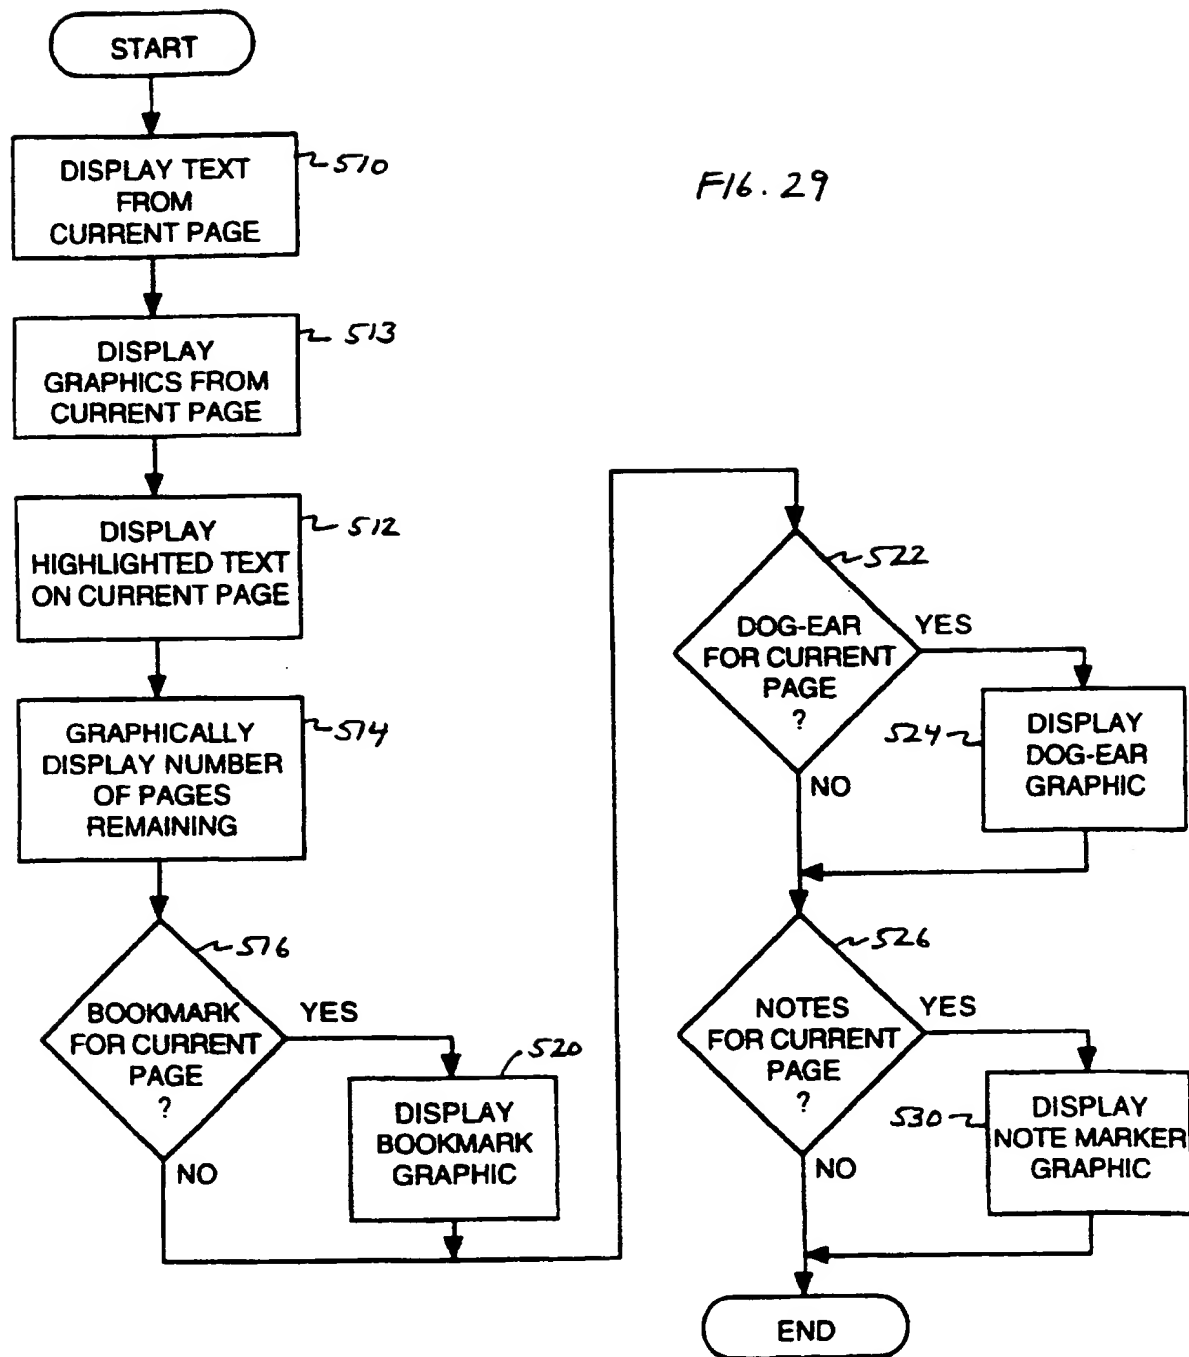 START
DISPLAY TEXT
FROM
CURRENT PAGE
510
FIG. 29
DISPLAY
GRAPHICS FROM
CURRENT PAGE
513
DISPLAY
HIGHLIGHTED TEXT
ON CURRENT PAGE
512
GRAPHICALLY
DISPLAY NUMBER
OF PAGES
REMAINING
514
BOOKMARK
FOR CURRENT
PAGE
?
516
YES
NO
DISPLAY
BOOKMARK
GRAPHIC
520
DOG-EAR
FOR CURRENT
PAGE
?
522
YES
NO
DISPLAY
DOG-EAR
GRAPHIC
524
NOTES
FOR CURRENT
PAGE
?
526
YES
NO
DISPLAY
NOTE MARKER
GRAPHIC
530
END